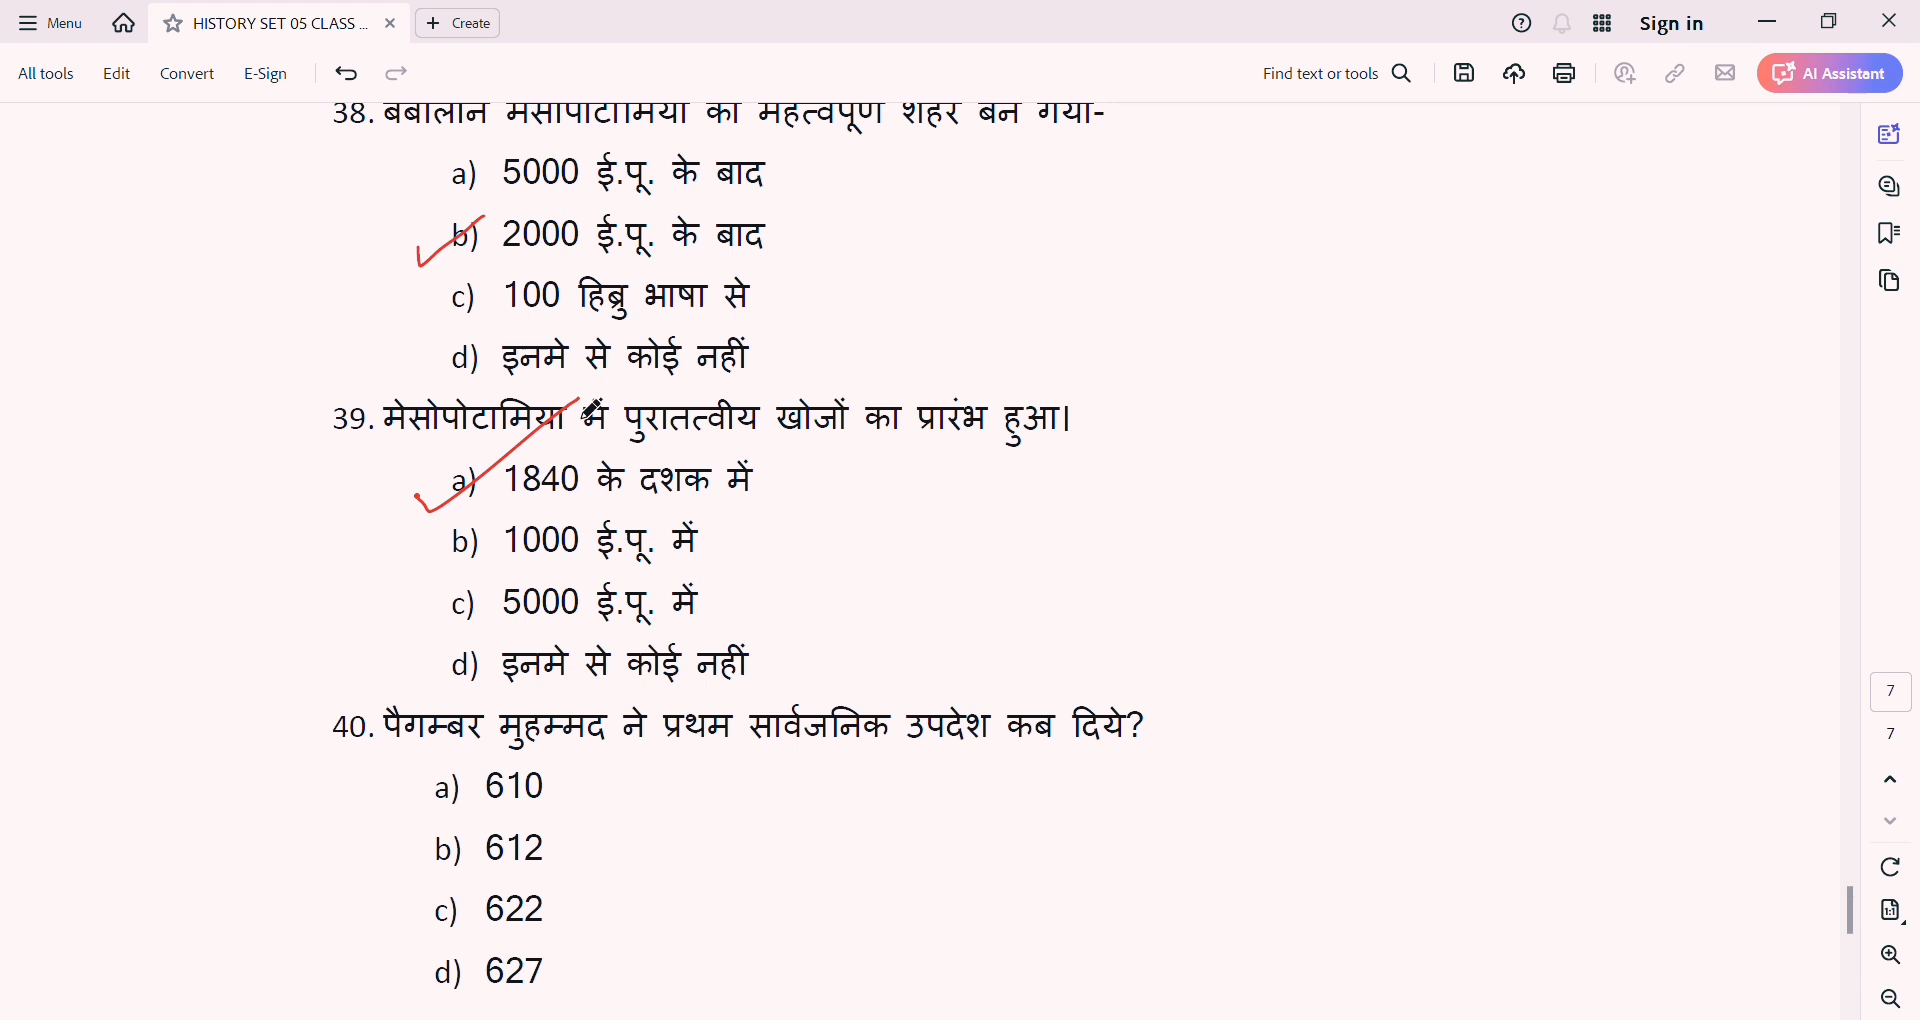 Menu
HISTORY SET 05 CLASS ...
Create
Sign in
All tools
Edit
Convert
E-Sign
Find text or tools
AI Assistant
38. बेबीलोन मेसोपोटामिया का महत्वपूर्ण शहर बन गया-
a) 5000 ई.पू. के बाद
b) 2000 ई.पू. के बाद
c) 100 हिब्रु भाषा से
d) इनमे से कोई नहीं
39. मेसोपोटामिया में पुरातत्वीय खोजों का प्रारंभ हुआ।
a) 1840 के दशक में
b) 1000 ई.पू. में
c) 5000 ई.पू. में
d) इनमे से कोई नहीं
40. पैगम्बर मुहम्मद ने प्रथम सार्वजनिक उपदेश कब दिये?
a) 610
b) 612
c) 622
d) 627
7
7